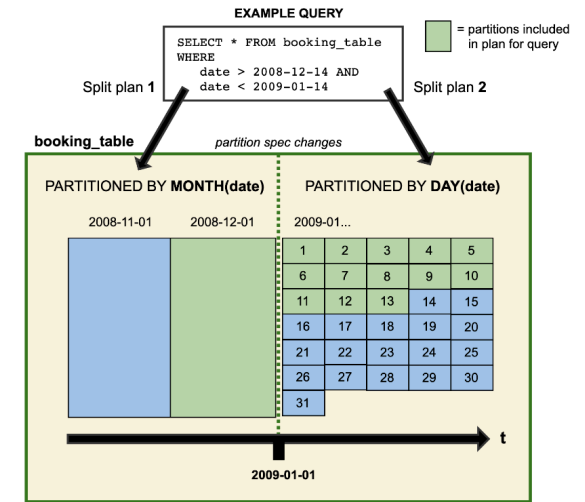 EXAMPLE QUERY
SELECT * FROM booking_table
WHERE
date > 2008-12-14 AND
date < 2009-01-14
= partitions included
in plan for query
Split plan 1
Split plan 2
booking_table
partition spec changes
PARTITIONED BY MONTH(date)
PARTITIONED BY DAY(date)
2008-11-01
2008-12-01
2009-01...
1 2 3 4 5
6 7 8 9 10
11 12 13 14 15
16 17 18 19 20
21 22 23 24 25
26 27 28 29 30
31
t
2009-01-01